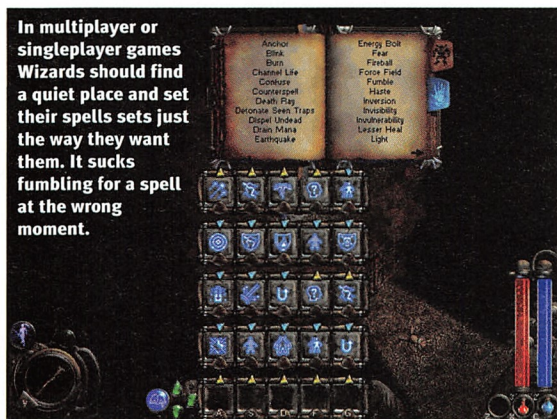 In multiplayer or
singleplayer games
Wizards should find
a quiet place and set
their spells sets just
the way they want
them. It sucks
fumbling for a spell
at the wrong
moment.
Anchor
Blink
Burn
Channel Life
Confuse
Counterspell
Death Ray
Detonate Seen Traps
Dispel Undead
Drain Mana
Earthquake
Energy Bolt
Fear
Fireball
Force Field
Fumble
Haste
Inversion
Invisibility
Invulnerability
Lesser Heal
Light
A S D F G